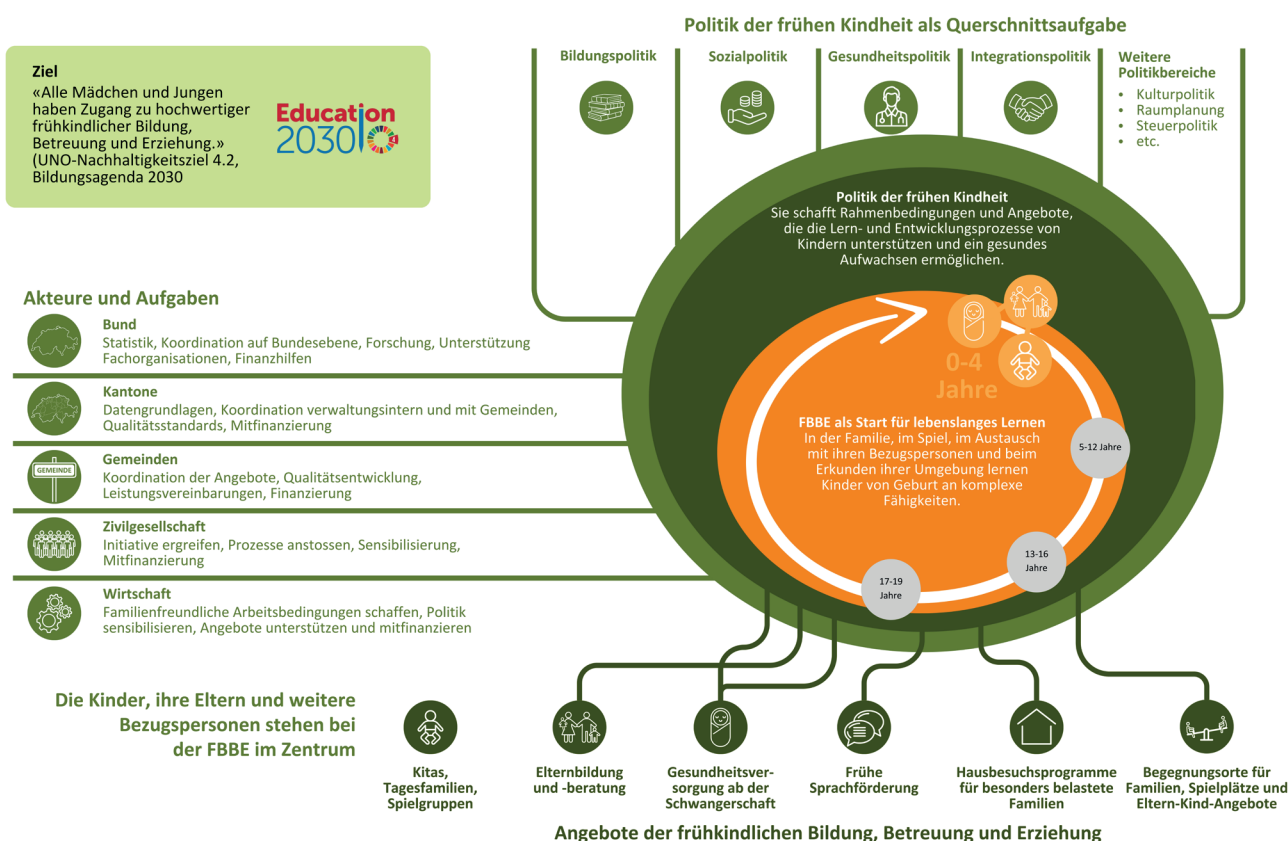 Politik der frühen Kindheit als Querschnittsaufgabe
Ziel
«Alle Mädchen und Jungen
haben Zugang zu hochwertiger
frühkindlicher Bildung,
Betreuung und Erziehung.»
(UNO-Nachhaltigkeitsziel 4.2,
Bildungsagenda 2030
Education
2030
4
Bildungspolitik
Sozialpolitik
Gesundheitspolitik
Integrationspolitik
Weitere
Politikbereiche
• Kulturpolitik
• Raumplanung
• Steuerpolitik
• etc.
Politik der frühen Kindheit
Sie schafft Rahmenbedingungen und Angebote,
die die Lern- und Entwicklungsprozesse von
Kindern unterstützen und ein gesundes
Aufwachsen ermöglichen.
0-4
Jahre
FBBE als Start für lebenslanges Lernen
In der Familie, im Spiel, im Austausch
mit ihren Bezugspersonen und beim
Erkunden ihrer Umgebung lernen
Kinder von Geburt an komplexe
Fähigkeiten.
5-12 Jahre
13-16
Jahre
17-19
Jahre
Akteure und Aufgaben
Bund
Statistik, Koordination auf Bundesebene, Forschung, Unterstützung
Fachorganisationen, Finanzhilfen
Kantone
Datengrundlagen, Koordination verwaltungsintern und mit Gemeinden,
Qualitätsstandards, Mitfinanzierung
GEMEINDE
Gemeinden
Koordination der Angebote, Qualitätsentwicklung,
Leistungsvereinbarungen, Finanzierung
Zivilgesellschaft
Initiative ergreifen, Prozesse anstossen, Sensibilisierung,
Mitfinanzierung
Wirtschaft
Familienfreundliche Arbeitsbedingungen schaffen, Politik
sensibilisieren, Angebote unterstützen und mitfinanzieren
Die Kinder, ihre Eltern und weitere
Bezugspersonen stehen bei
der FBBE im Zentrum
Kitas,
Tagesfamilien,
Spielgruppen
Elternbildung
und -beratung
Gesundheitsver-
sorgung ab der
Schwangerschaft
Frühe
Sprachförderung
Hausbesuchsprogramme
für besonders belastete
Familien
Begegnungsorte für
Familien, Spielplätze und
Eltern-Kind-Angebote
Angebote der frühkindlichen Bildung, Betreuung und Erziehung